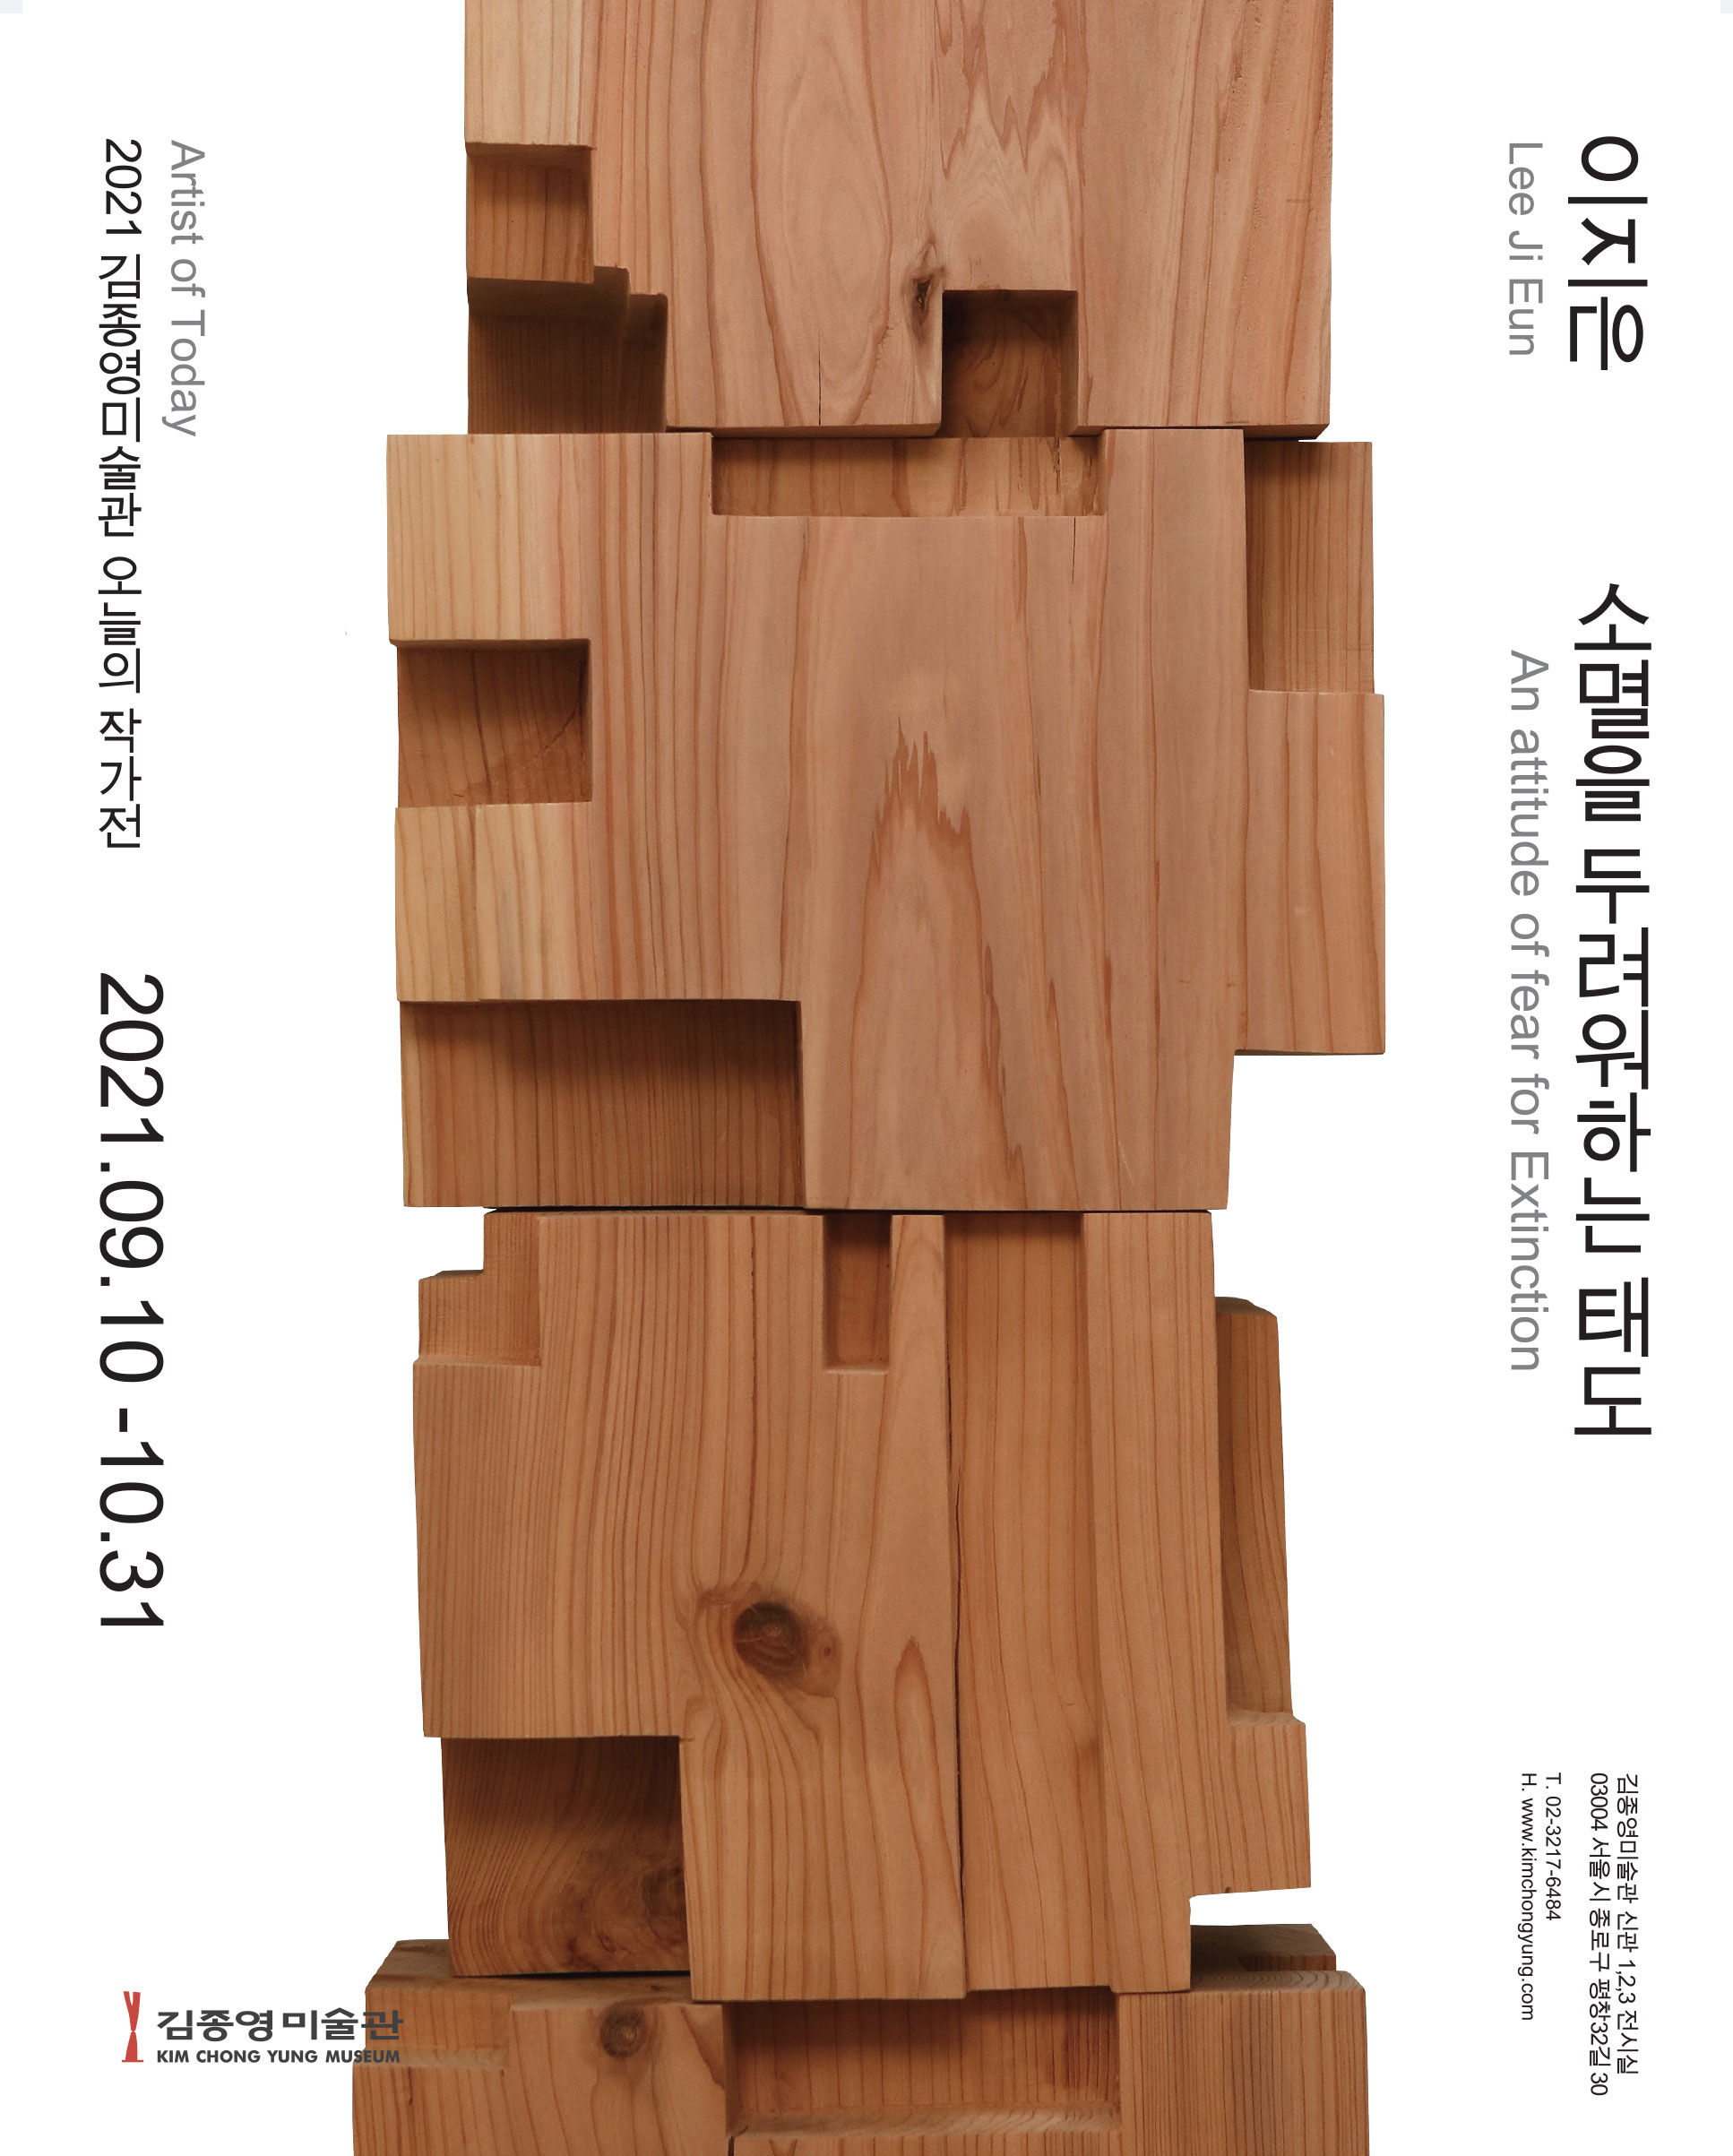 이지은
Lee Ji Eun
소멸을 두려워하는 태도
An attitude of fear for Extinction
Artist of Today
2021 김종영미술관 오늘의 작가전
2021.09.10 - 10.31
김종영미술관 신관 1,2,3 전시실
03004 서울시 종로구 평창32길 30
T. 02-3217-6484
H. www.kimchongyung.com
김종영미술관
KIM CHONG YUNG MUSEUM